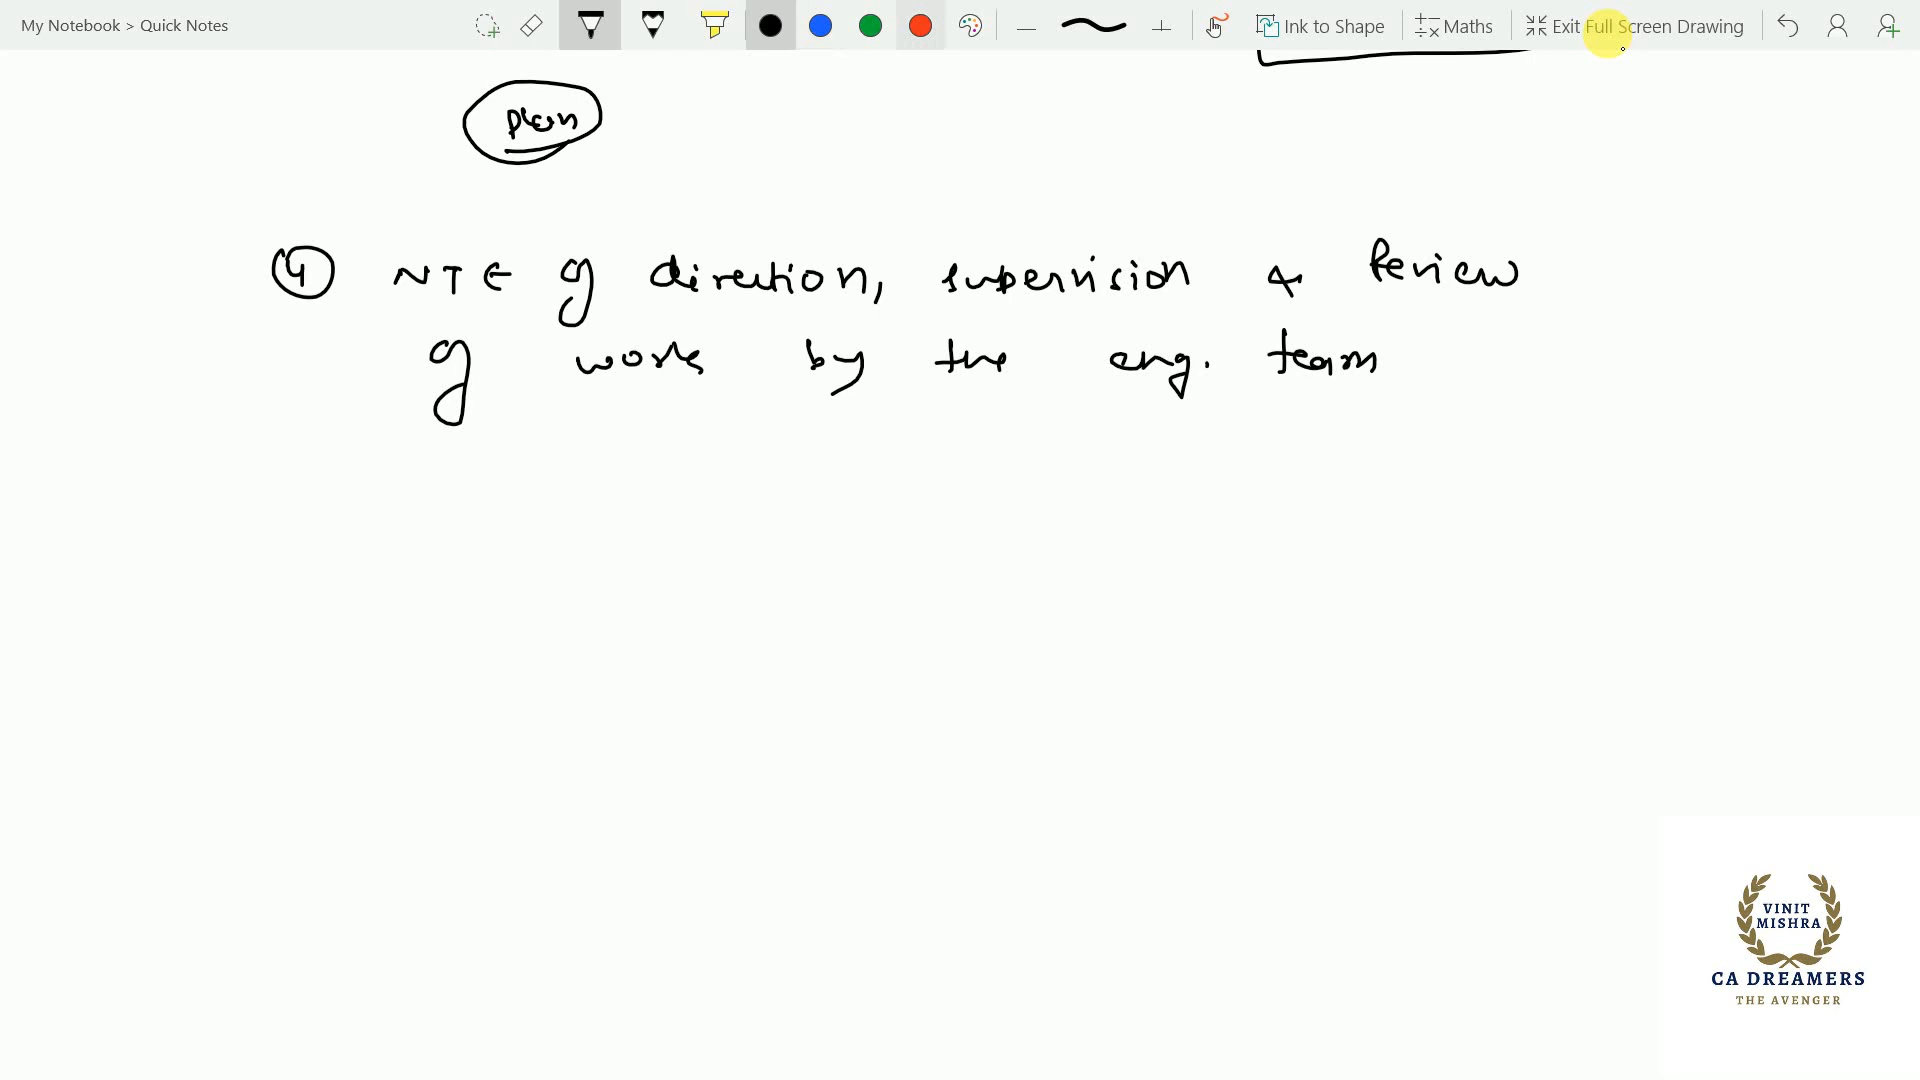 My Notebook > Quick Notes
Ink to Shape
Maths
Exit Full Screen Drawing
Plan
④ NTE of direction, supervision & Review
of work by the eng. team
VINIT
MISHRA
CA DREAMERS
THE AVENGER